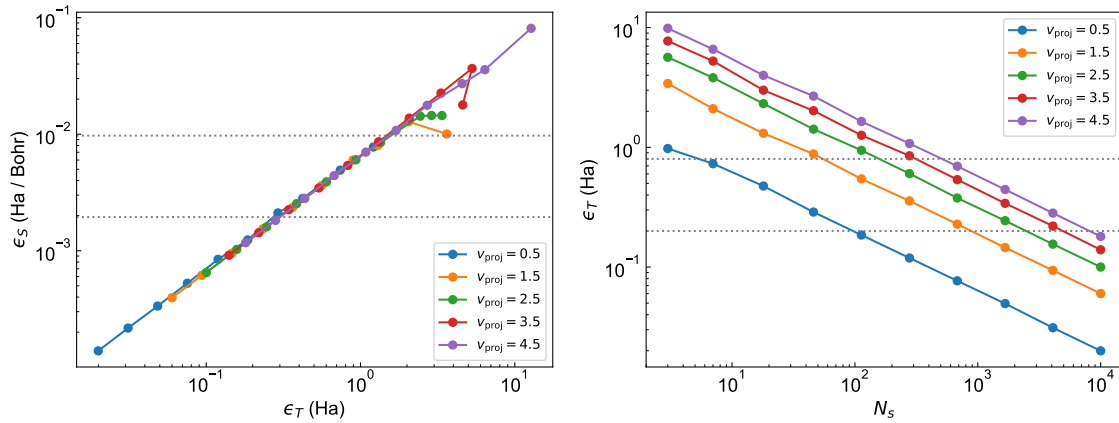 10⁻¹
10⁻²
10⁻³
ϵ_S (Ha / Bohr)
v_proj = 0.5
v_proj = 1.5
v_proj = 2.5
v_proj = 3.5
v_proj = 4.5
10⁻¹ 10⁰ 10¹
ϵ_T (Ha)
10¹
10⁰
10⁻¹
ϵ_T (Ha)
v_proj = 0.5
v_proj = 1.5
v_proj = 2.5
v_proj = 3.5
v_proj = 4.5
10¹ 10² 10³ 10⁴
N_s